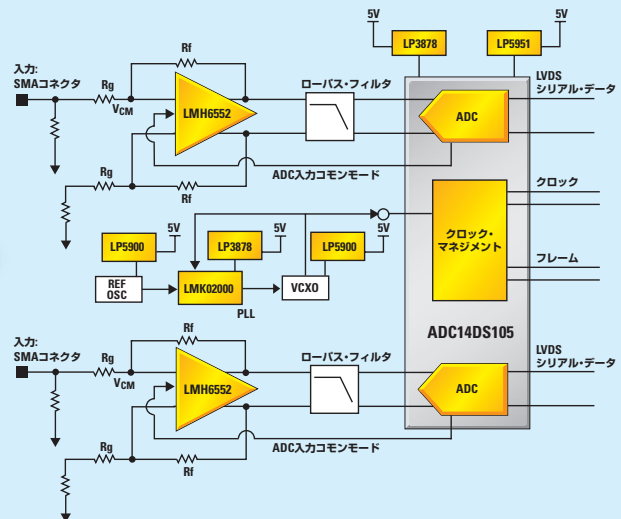 5V
5V
LP3878
LP5951
入力:
SMAコネクタ
Rg
Rf
VCM
LMH6552
ローパス・フィルタ
ADC
LVDS
シリアル・データ
Rg
Rf
ADC入力コモンモード
クロック
クロック・
マネジメント
フレーム
5V
LP5900
5V
LP3878
5V
LP5900
REF
OSC
LMK02000
VCXO
PLL
ADC14DS105
入力:
SMAコネクタ
Rg
Rf
VCM
LMH6552
ローパス・フィルタ
ADC
LVDS
シリアル・データ
Rg
Rf
ADC入力コモンモード